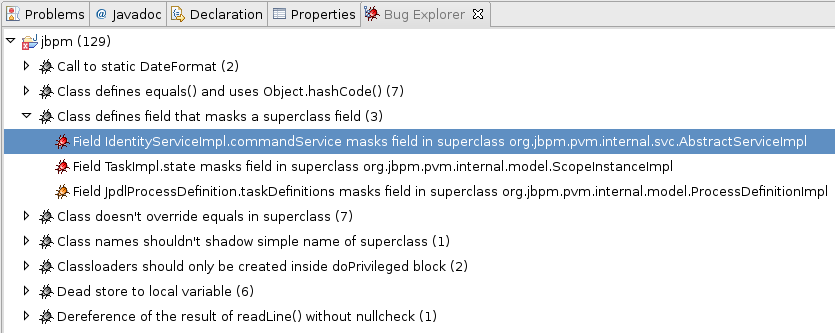 Problems @ Javadoc Declaration Properties Bug Explorer
jbpm (129)
Call to static DateFormat (2)
Class defines equals() and uses Object.hashCode() (7)
Class defines field that masks a superclass field (3)
Field IdentityServiceImpl.commandService masks field in superclass org.jbpm.pvm.internal.svc.AbstractServiceImpl
Field TaskImpl.state masks field in superclass org.jbpm.pvm.internal.model.ScopeInstanceImpl
Field JpdlProcessDefinition.taskDefinitions masks field in superclass org.jbpm.pvm.internal.model.ProcessDefinitionImpl
Class doesn't override equals in superclass (7)
Class names shouldn't shadow simple name of superclass (1)
Classloaders should only be created inside doPrivileged block (2)
Dead store to local variable (6)
Dereference of the result of readLine() without nullcheck (1)